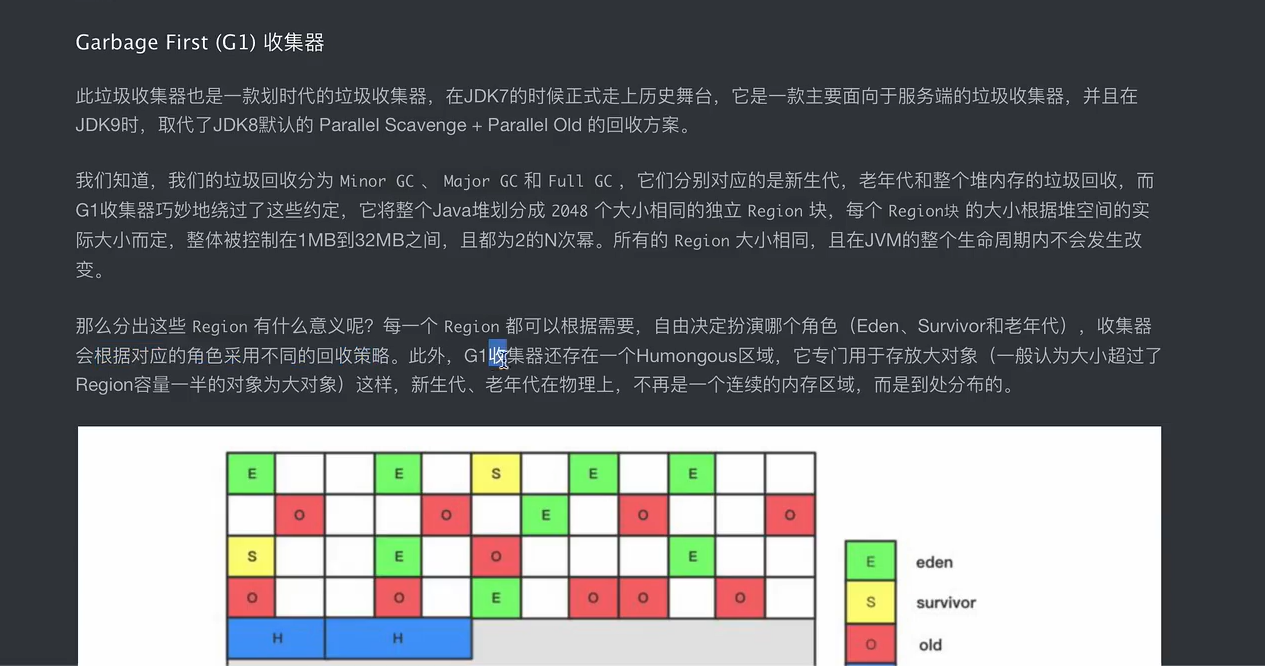 Garbage First (G1) 收集器
此垃圾收集器也是一款划时代的垃圾收集器，在JDK7的时候正式走上历史舞台，它是一款主要面向于服务端的垃圾收集器，并且在
JDK9时，取代了JDK8默认的 Parallel Scavenge + Parallel Old 的回收方案。
我们知道，我们的垃圾回收分为 Minor GC 、 Major GC 和 Full GC ，它们分别对应的是新生代，老年代和整个堆内存的垃圾回收，而
G1收集器巧妙地绕过了这些约定，它将整个Java堆划分成 2048 个大小相同的独立 Region 块，每个 Region块 的大小根据堆空间的实
际大小而定，整体被控制在1MB到32MB之间，且都为2的N次幂。所有的 Region 大小相同，且在JVM的整个生命周期内不会发生改
变。
那么分出这些 Region 有什么意义呢？每一个 Region 都可以根据需要，自由决定扮演哪个角色（Eden、Survivor和老年代），收集器
会根据对应的角色采用不同的回收策略。此外，G1收集器还存在一个Humongous区域，它专门用于存放大对象（一般认为大小超过了
Region容量一半的对象为大对象）这样，新生代、老年代在物理上，不再是一个连续的内存区域，而是到处分布的。
E E S E E
O O E O O
S E O E
O O E O O O
H H
E eden
S survivor
O old